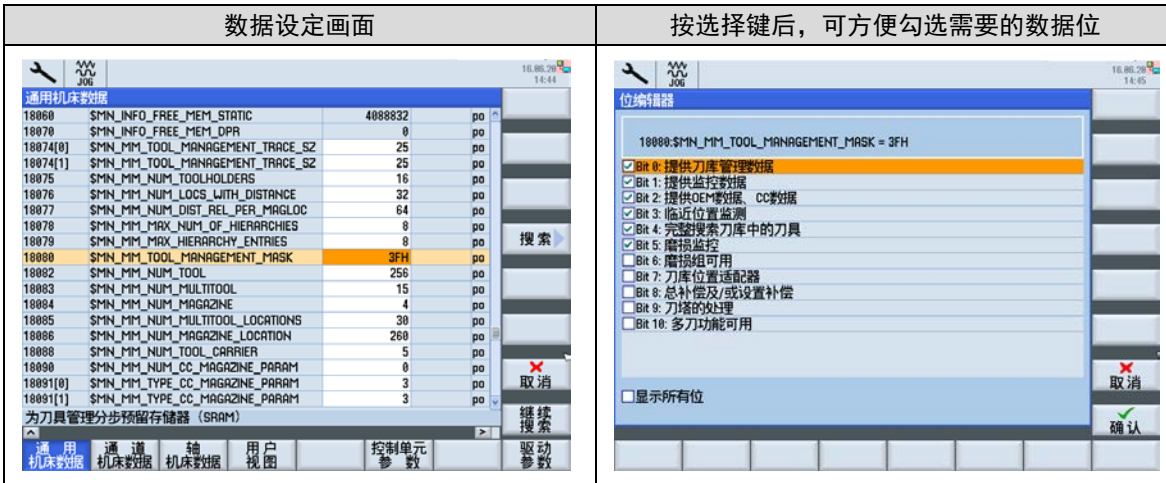 数据设定画面
按选择键后，可方便勾选需要的数据位
JOG
16.06.20
14:44
通用机床数据
18060 $MN_INFO_FREE_MEM_STATIC 4088832 po
18070 $MN_INFO_FREE_MEM_DPR 0 po
18074[0] $MN_MM_TOOL_MANAGEMENT_TRACE_SZ 25 po
18074[1] $MN_MM_TOOL_MANAGEMENT_TRACE_SZ 25 po
18075 $MN_MM_NUM_TOOLHOLDERS 16 po
18076 $MN_MM_NUM_LOCS_WITH_DISTANCE 32 po
18077 $MN_MM_NUM_DIST_REL_PER_MAGLOC 64 po
18078 $MN_MM_MAX_NUM_OF_HIERARCHIES 8 po
18079 $MN_MM_MAX_HIERARCHY_ENTRIES 8 po
18080 $MN_MM_TOOL_MANAGEMENT_MASK 3FH po
18082 $MN_MM_NUM_TOOL 256 po
18083 $MN_MM_NUM_MULTITOOL 15 po
18084 $MN_MM_NUM_MAGAZINE 4 po
18085 $MN_MM_NUM_MULTITOOL_LOCATIONS 30 po
18086 $MN_MM_NUM_MAGAZINE_LOCATION 260 po
18088 $MN_MM_NUM_TOOL_CARRIER 5 po
18090 $MN_MM_NUM_CC_MAGAZINE_PARAM 0 po
18091[0] $MN_MM_TYPE_CC_MAGAZINE_PARAM 3 po
18091[1] $MN_MM_TYPE_CC_MAGAZINE_PARAM 3 po
为刀具管理分步预留存储器（SRAM）
搜索
取消
继续
搜索
通用
机床数据
通道
机床数据
轴
机床数据
用户
视图
控制单元
参数
驱动
参数
JOG
16.06.20
14:45
位编辑器
18080:$MN_MM_TOOL_MANAGEMENT_MASK = 3FH
Bit 0: 提供刀库管理数据
Bit 1: 提供监控数据
Bit 2: 提供OEM数据、CC数据
Bit 3: 临近位置监测
Bit 4: 完整搜索刀库中的刀具
Bit 5: 磨损监控
Bit 6: 磨损组可用
Bit 7: 刀库位置适配器
Bit 8: 总补偿及/或设置补偿
Bit 9: 刀塔的处理
Bit 10: 多刀功能可用
显示所有位
取消
确认